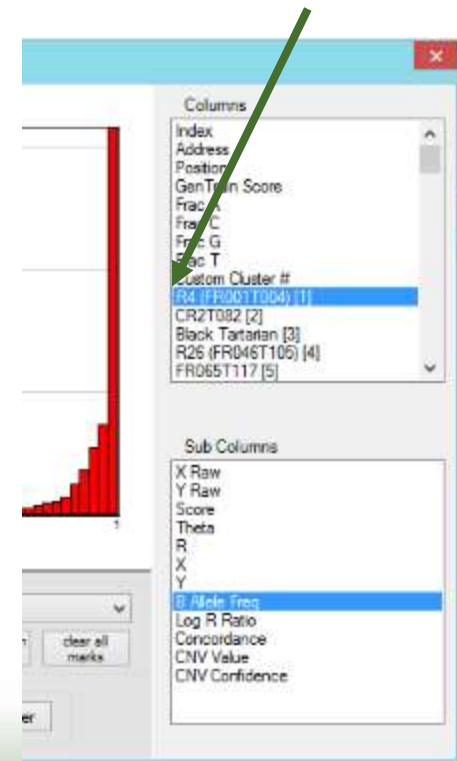 Columns
Index
Address
Position
GenTrain Score
Frac A
Frac C
Frac G
Frac T
Custom Cluster #
R4 (FR001T004) [1]
CR2T082 [2]
Black Tartarian [3]
R26 (FR046T105) [4]
FR065T117 [5]
1
Sub Columns
X Raw
Y Raw
Score
Theta
R
X
Y
B Allele Freq
Log R Ratio
Concordance
CNV Value
CNV Confidence
clear all
marks
er